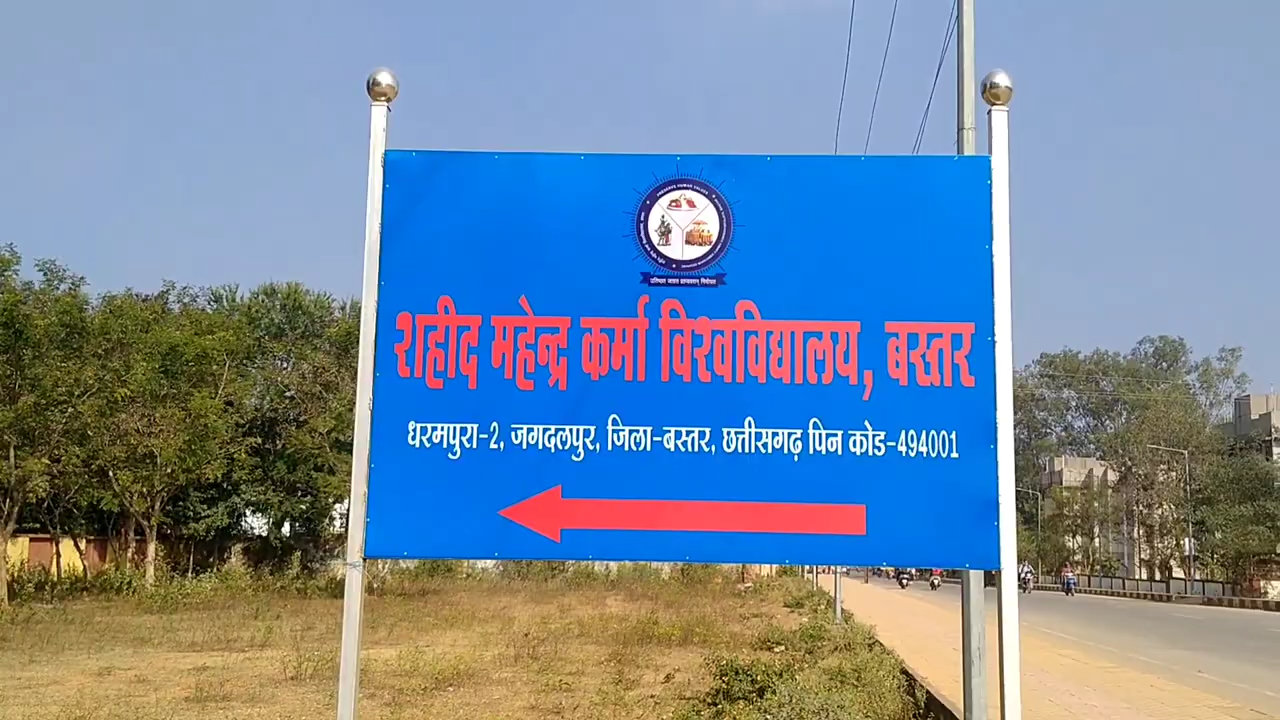 शहीद महेन्द्र कर्मा विश्वविद्यालय, बस्तर
धरमपुरा-2, जगदलपुर, जिला-बस्तर, छत्तीसगढ़ पिन कोड-494001